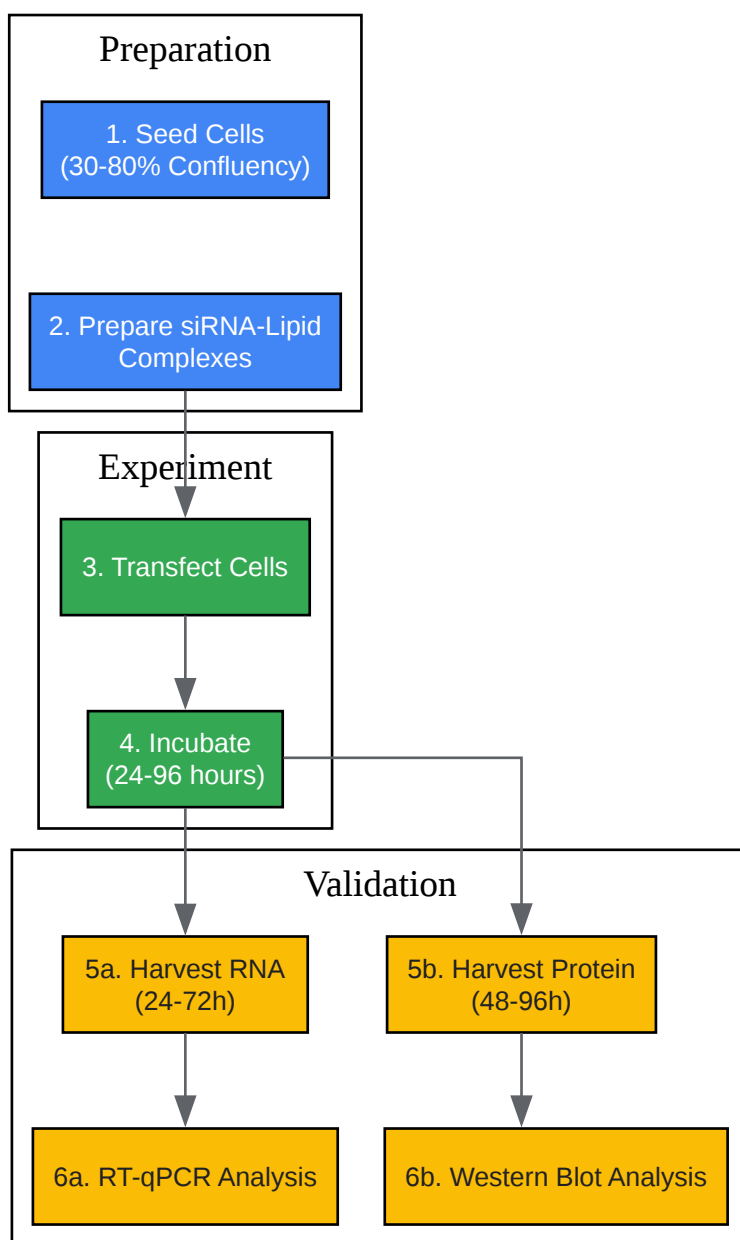 Preparation
1. Seed Cells
(30-80% Confluency)
2. Prepare siRNA-Lipid
Complexes
Experiment
3. Transfect Cells
4. Incubate
(24-96 hours)
Validation
5a. Harvest RNA
(24-72h)
5b. Harvest Protein
(48-96h)
6a. RT-qPCR Analysis
6b. Western Blot Analysis